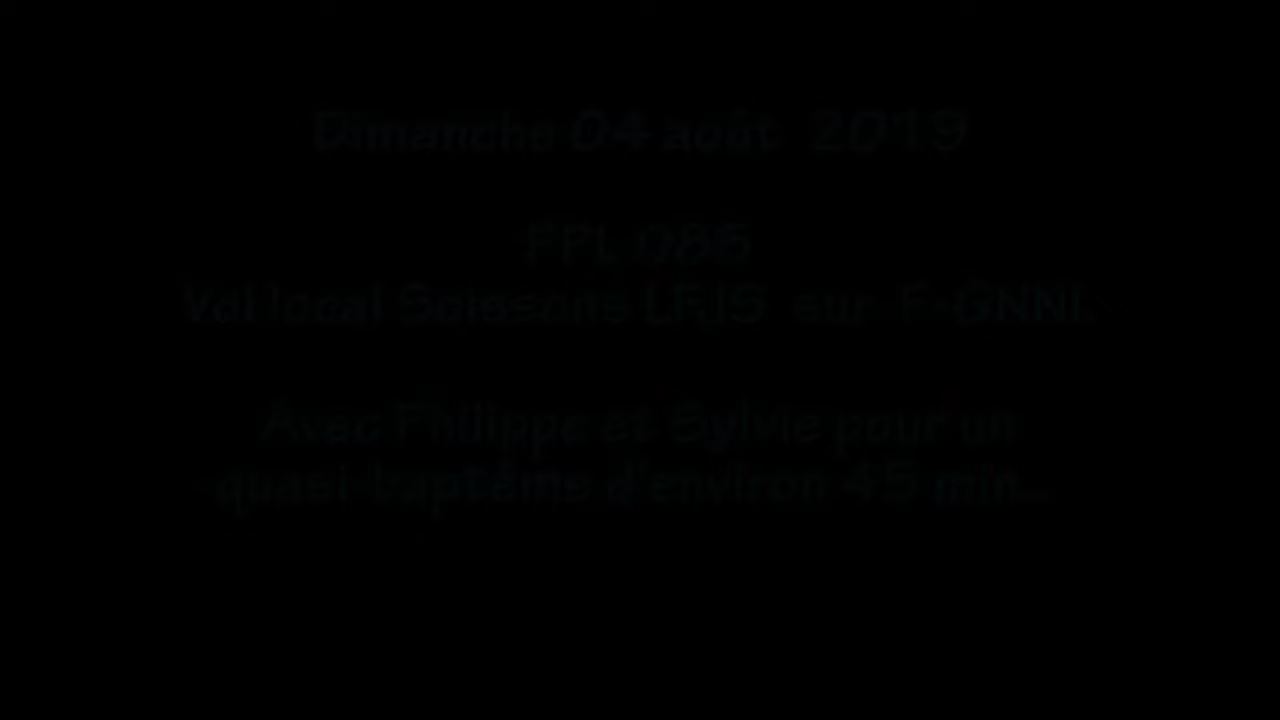 Dimanche 04 août 2019
FPL 086
Vol local Soissons LFJS sur F-GNNL
Avec Philippe et Sylvie pour un
quasi-baptême d'environ 45 min...